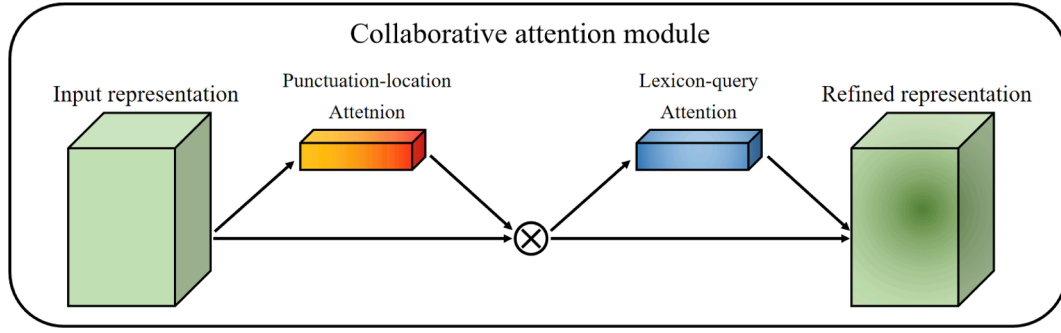 Collaborative attention module
Input representation
Punctuation-location
Attetnion
Lexicon-query
Attention
Refined representation